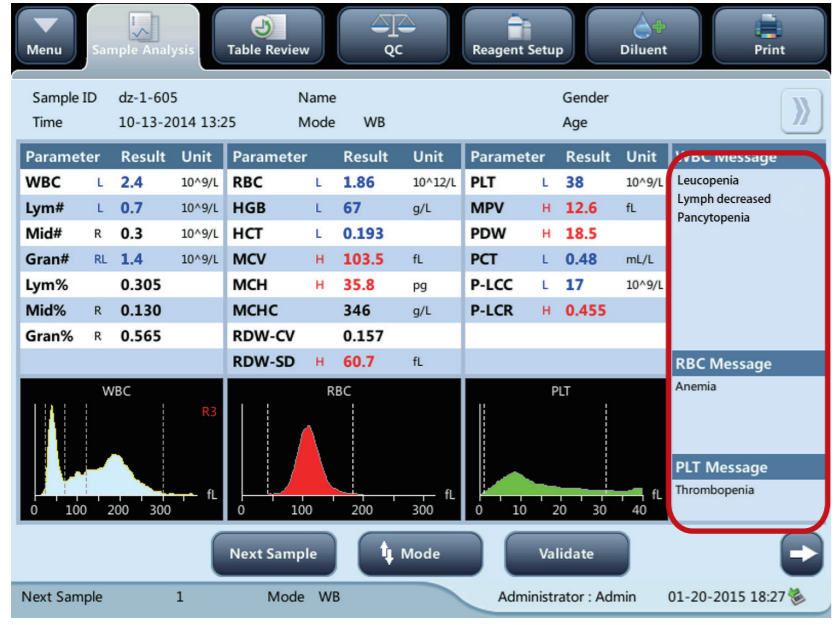 Menu Sample Analysis Table Review QC Reagent Setup Diluent Print
Sample ID dz-1-605 Name Gender
Time 10-13-2014 13:25 Mode WB Age
Parameter Result Unit Parameter Result Unit Parameter Result Unit WBC Message
WBC L 2.4 10^9/L RBC L 1.86 10^12/L PLT L 38 10^9/L Leucopenia
Lym# L 0.7 10^9/L HGB L 67 g/L MPV H 12.6 fL Lymph decreased
Mid# R 0.3 10^9/L HCT L 0.193 PDW H 18.5 Pancytopenia
Gran# RL 1.4 10^9/L MCV H 103.5 fL PCT L 0.48 mL/L
Lym% 0.305 MCH H 35.8 pg P-LCC L 17 10^9/L
Mid% R 0.130 MCHC 346 g/L P-LCR H 0.455
Gran% R 0.565 RDW-CV 0.157
RDW-SD H 60.7 fL RBC Message
WBC RBC PLT Anemia
R3
PLT Message
Thrombopenia
fL fL fL
0 100 200 300 0 100 200 300 0 10 20 30 40
Next Sample Mode Validate
Next Sample 1 Mode WB Administrator : Admin 01-20-2015 18:27